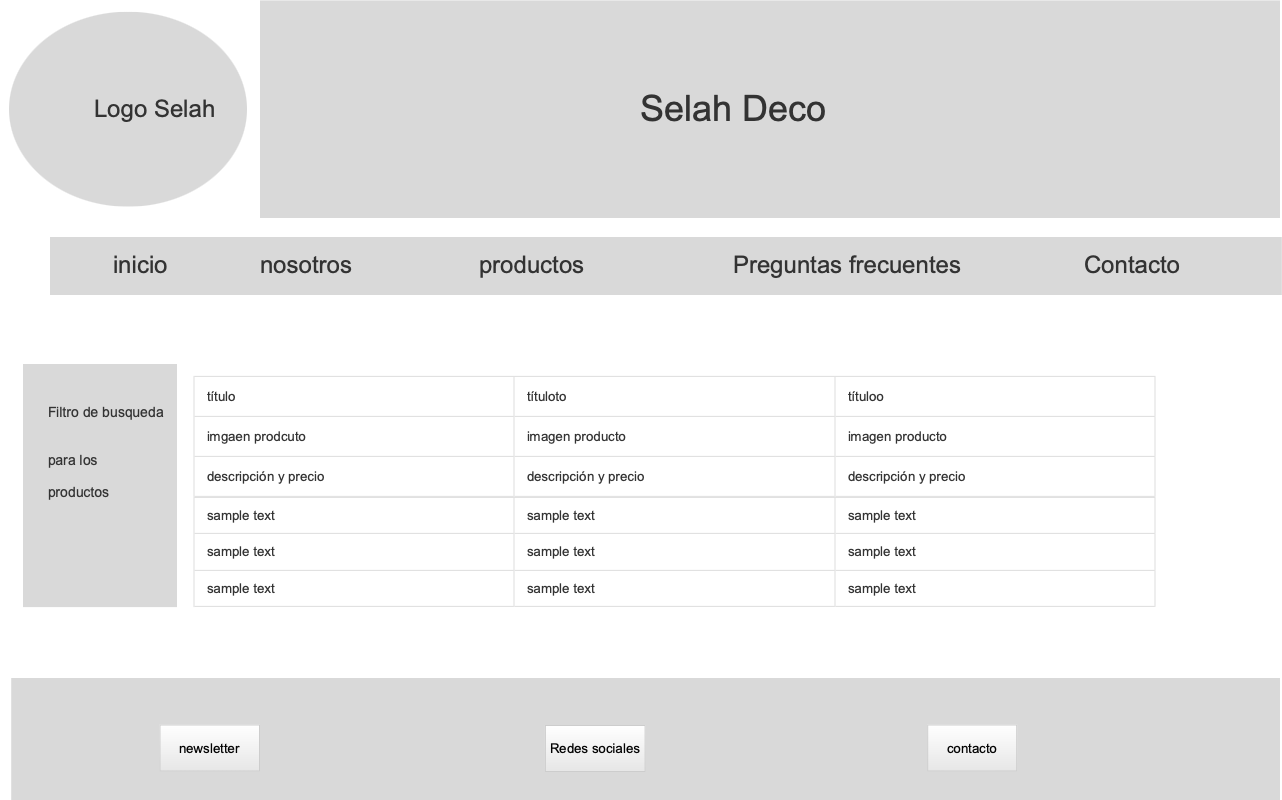 Logo Selah
Selah Deco
inicio nosotros productos Preguntas frecuentes Contacto
Filtro de busqueda
para los
productos
título títuloto títuloo
imgaen prodcuto imagen producto imagen producto
descripción y precio descripción y precio descripción y precio
sample text sample text sample text
sample text sample text sample text
sample text sample text sample text
newsletter Redes sociales contacto